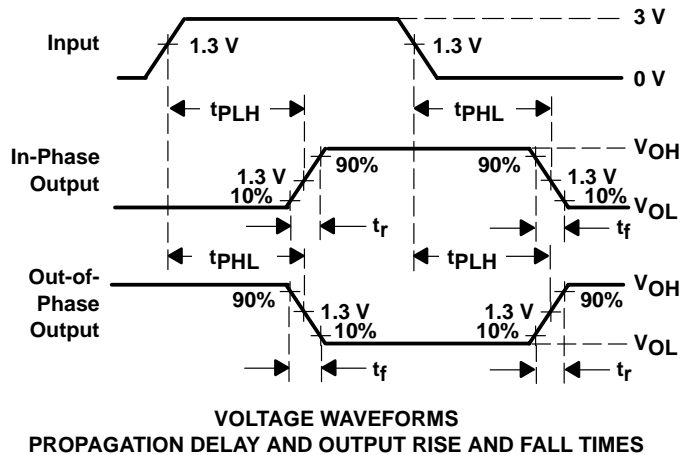 3 V
Input
1.3 V
1.3 V
0 V
tPLH
tPHL
In-Phase
Output
VOH
90%
90%
1.3 V
1.3 V
10%
10%
VOL
tr
tf
tPHL
tPLH
Out-of-
Phase
Output
VOH
90%
90%
1.3 V
1.3 V
10%
10%
VOL
tf
tr
VOLTAGE WAVEFORMS
PROPAGATION DELAY AND OUTPUT RISE AND FALL TIMES